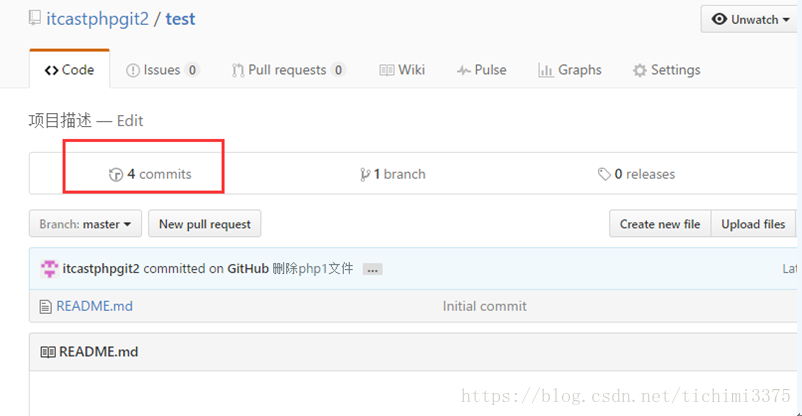 itcastphpgit2 / test
Unwatch
Code Issues 0 Pull requests 0 Wiki Pulse Graphs Settings
项目描述 — Edit
4 commits 1 branch 0 releases
Branch: master New pull request Create new file Upload files
itcastphpgit2 committed on GitHub 删除php1文件 ... Lat
README.md Initial commit
README.md
https://blog.csdn.net/tichimi3375